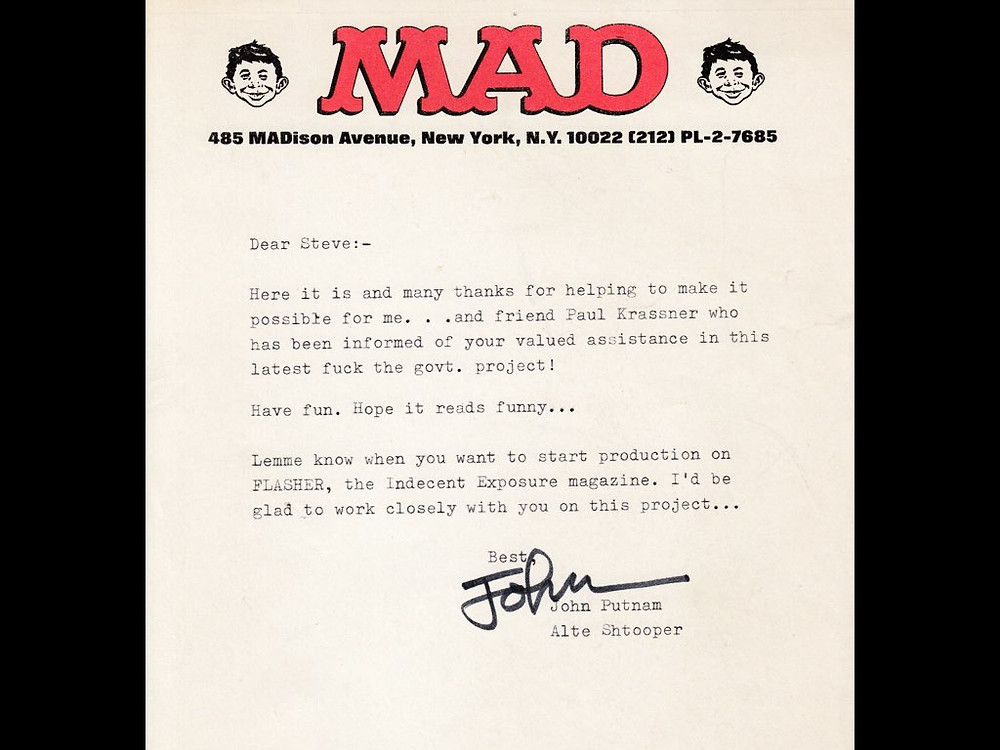 MAD
485 MADison Avenue, New York, N.Y. 10022 (212) PL-2-7685
Dear Steve:-
Here it is and many thanks for helping to make it
possible for me. . .and friend Paul Krassner who
has been informed of your valued assistance in this
latest fuck the govt. project!
Have fun. Hope it reads funny...
Lemme know when you want to start production on
FLASHER, the Indecent Exposure magazine. I'd be
glad to work closely with you on this project...
Best,
John
John Putnam
Alte Shtooper